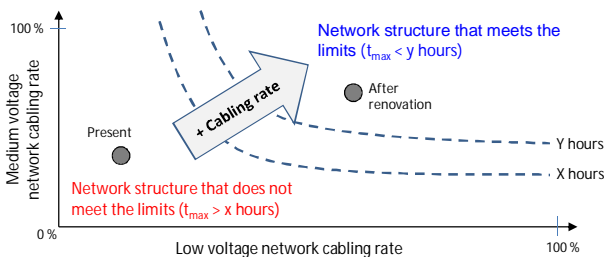 100 %
Medium voltage
network cabling rate
Network structure that meets the
limits (tmax < y hours)
+ Cabling rate
After
renovation
Present
Y hours
X hours
Network structure that does not
meet the limits (tmax > x hours)
0 %
Low voltage network cabling rate
100 %